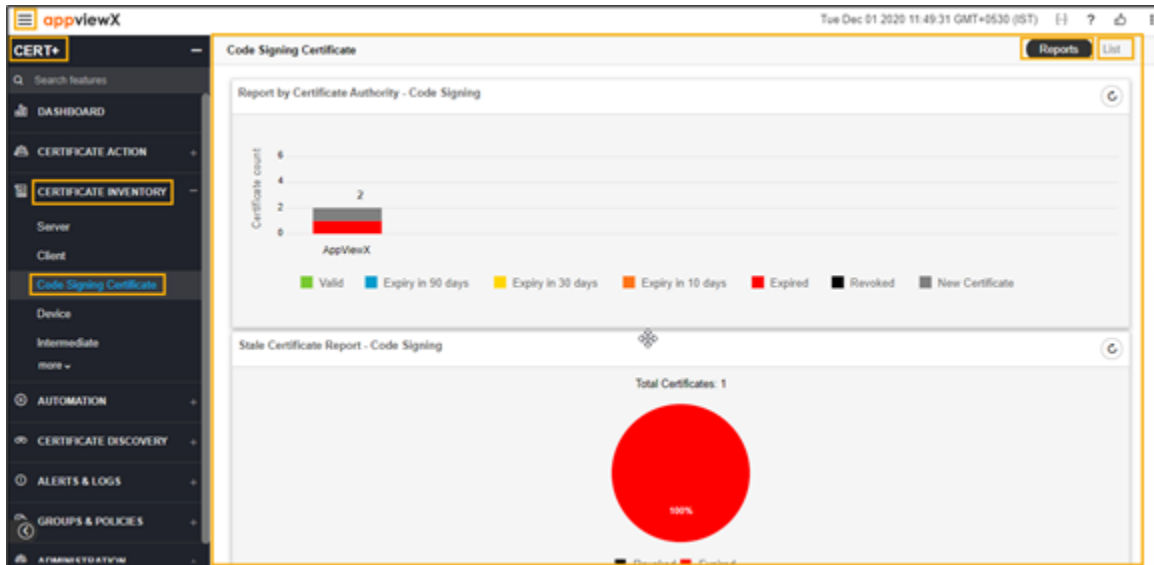 appviewX
Tue Dec 01 2020 11:49:31 GMT+0530 (IST)
?
CERT+
Code Signing Certificate
Reports
List
Search features
DASHBOARD
CERTIFICATE ACTION +
CERTIFICATE INVENTORY -
Server
Client
Code Signing Certificate
Device
Intermediate
more
AUTOMATION +
CERTIFICATE DISCOVERY +
ALERTS & LOGS +
GROUPS & POLICIES +
ADMINISTRATION
Report by Certificate Authority - Code Signing
Certificate count
6
4
2
0
2
AppViewX
Valid Expiry in 90 days Expiry in 30 days Expiry in 10 days Expired Revoked New Certificate
Stale Certificate Report - Code Signing
Total Certificates: 1
100%
Revoked Expired